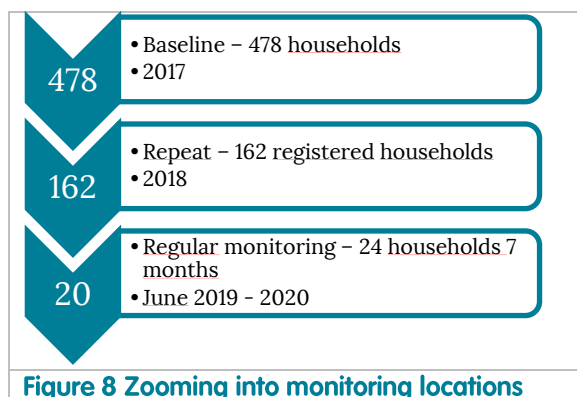 478
• Baseline – 478 households
• 2017
162
• Repeat – 162 registered households
• 2018
20
• Regular monitoring – 24 households 7
months
• June 2019 - 2020
Figure 8 Zooming into monitoring locations